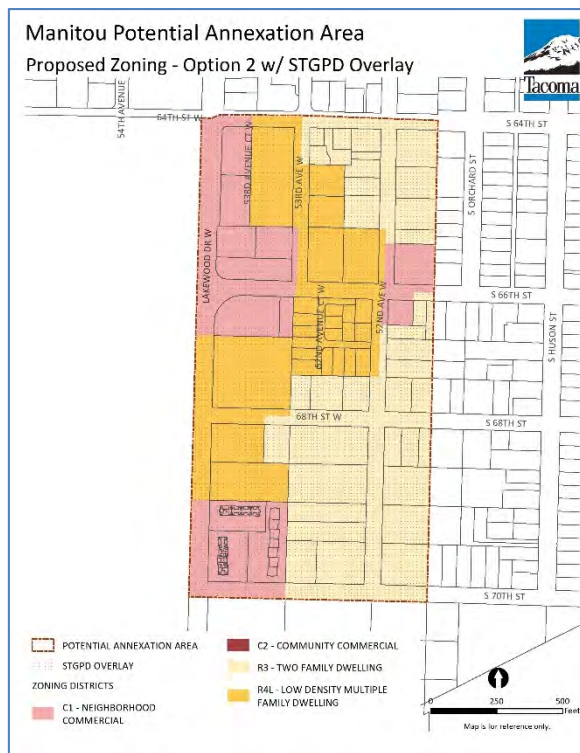 Manitou Potential Annexation Area
Proposed Zoning - Option 2 w/ STGPD Overlay
Tacoma
54TH AVENUE
64TH ST W
S 64TH ST
53RD AVENUE CT W
53RD AVE W
S ORCHARD ST
LAKEWOOD DR W
S 66TH ST
52ND AVENUE CT W
52ND AVE W
S HUSON ST
68TH ST W
S 68TH ST
S 70TH ST
POTENTIAL ANNEXATION AREA
STGPD OVERLAY
ZONING DISTRICTS
C1 - NEIGHBORHOOD
COMMERCIAL
C2 - COMMUNITY COMMERCIAL
R3 - TWO FAMILY DWELLING
R4L - LOW DENSITY MULTIPLE
FAMILY DWELLING
0 250 500
Feet
Map is for reference only.